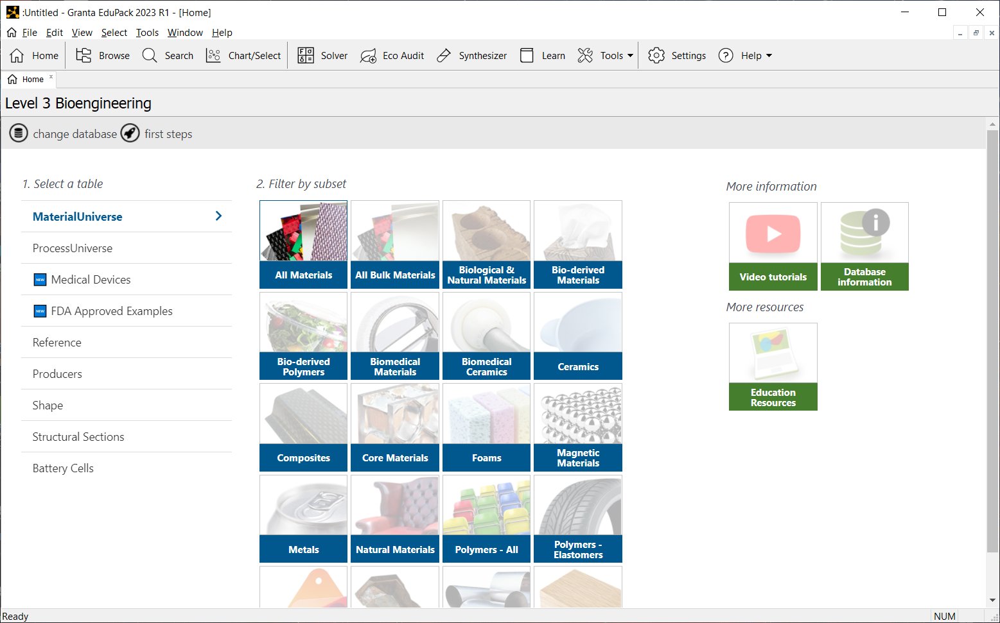 :Untitled - Granta EduPack 2023 R1 - [Home]
File Edit View Select Tools Window Help
Home Browse Search Chart/Select Solver Eco Audit Synthesizer Learn Tools Settings ? Help
Home x
Level 3 Bioengineering
change database first steps
1. Select a table
MaterialUniverse
ProcessUniverse
NEW Medical Devices
NEW FDA Approved Examples
Reference
Producers
Shape
Structural Sections
Battery Cells
2. Filter by subset
All Materials
All Bulk Materials
Biological &
Natural Materials
Bio-derived
Materials
Bio-derived
Polymers
Biomedical
Materials
Biomedical
Ceramics
Ceramics
Composites
Core Materials
Foams
Magnetic
Materials
Metals
Natural Materials
Polymers - All
Polymers -
Elastomers
More information
Video tutorials
i
Database
information
More resources
Education
Resources
Ready
NUM